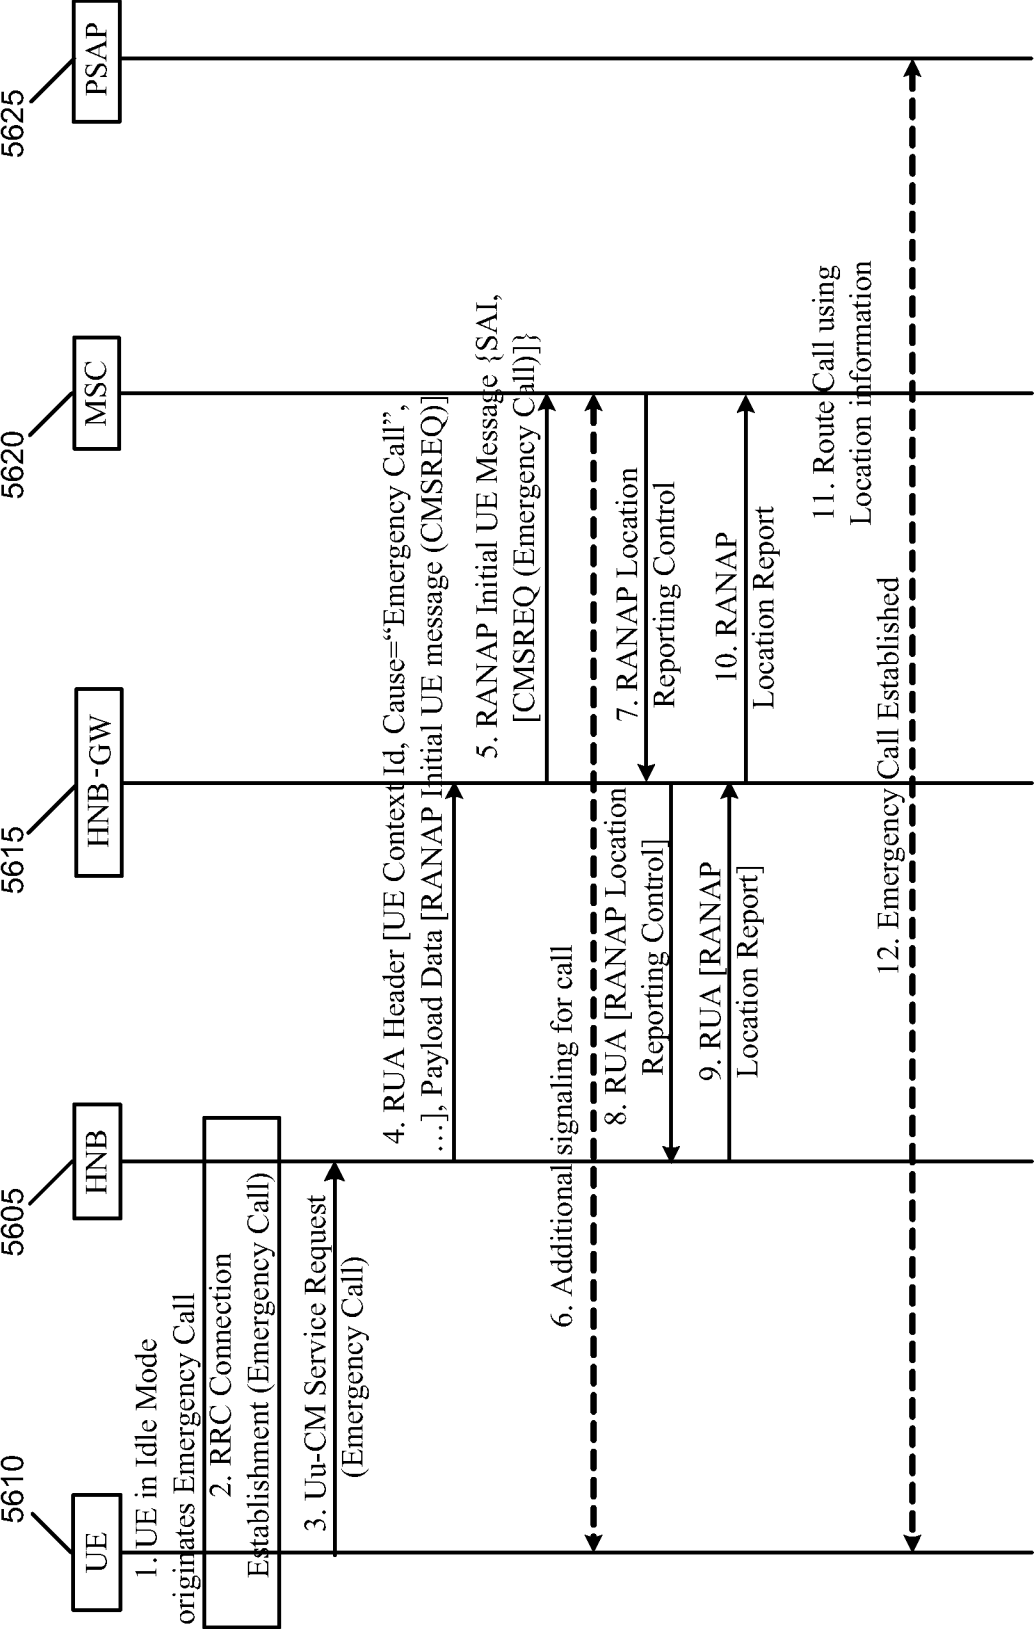 5610
5605
5615
5620
5625
UE
HNB
HNB-GW
MSC
PSAP
1. UE in Idle Mode
originates Emergency Call
2. RRC Connection
Establishment (Emergency Call)
3. Uu-CM Service Request
(Emergency Call)
4. RUA Header [UE Context Id, Cause=“Emergency Call”,
…], Payload Data [RANAP Initial UE message (CMSREQ)]
5. RANAP Initial UE Message {SAI,
[CMSREQ (Emergency Call)]}
6. Additional signaling for call
7. RANAP Location
Reporting Control
8. RUA [RANAP Location
Reporting Control]
9. RUA [RANAP
Location Report]
10. RANAP
Location Report
11. Route Call using
Location information
12. Emergency Call Established